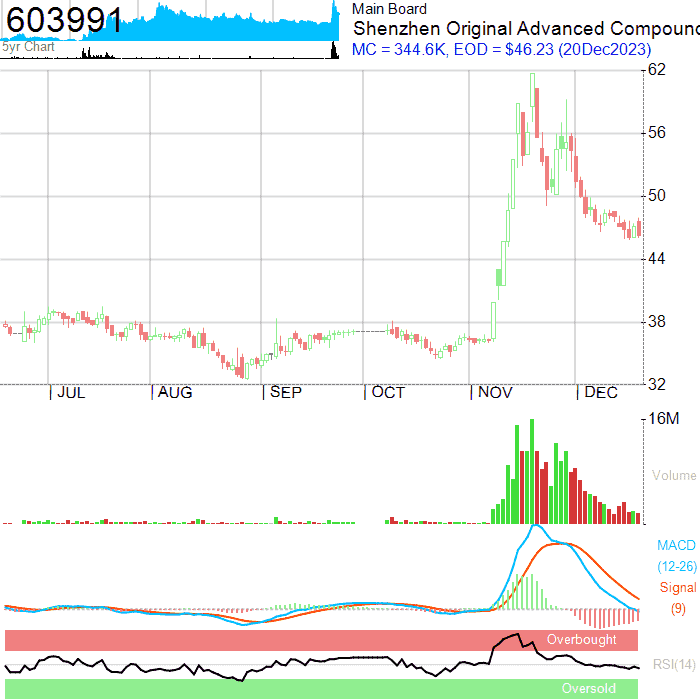 603991
5yr Chart
Main Board
Shenzhen Original Advanced Compound
MC = 344.6K, EOD = $46.23 (20Dec2023)
62
56
50
44
38
32
JUL
AUG
SEP
OCT
NOV
DEC
16M
Volume
MACD
(12-26)
Signal
(9)
Overbought
RSI(14)
Oversold